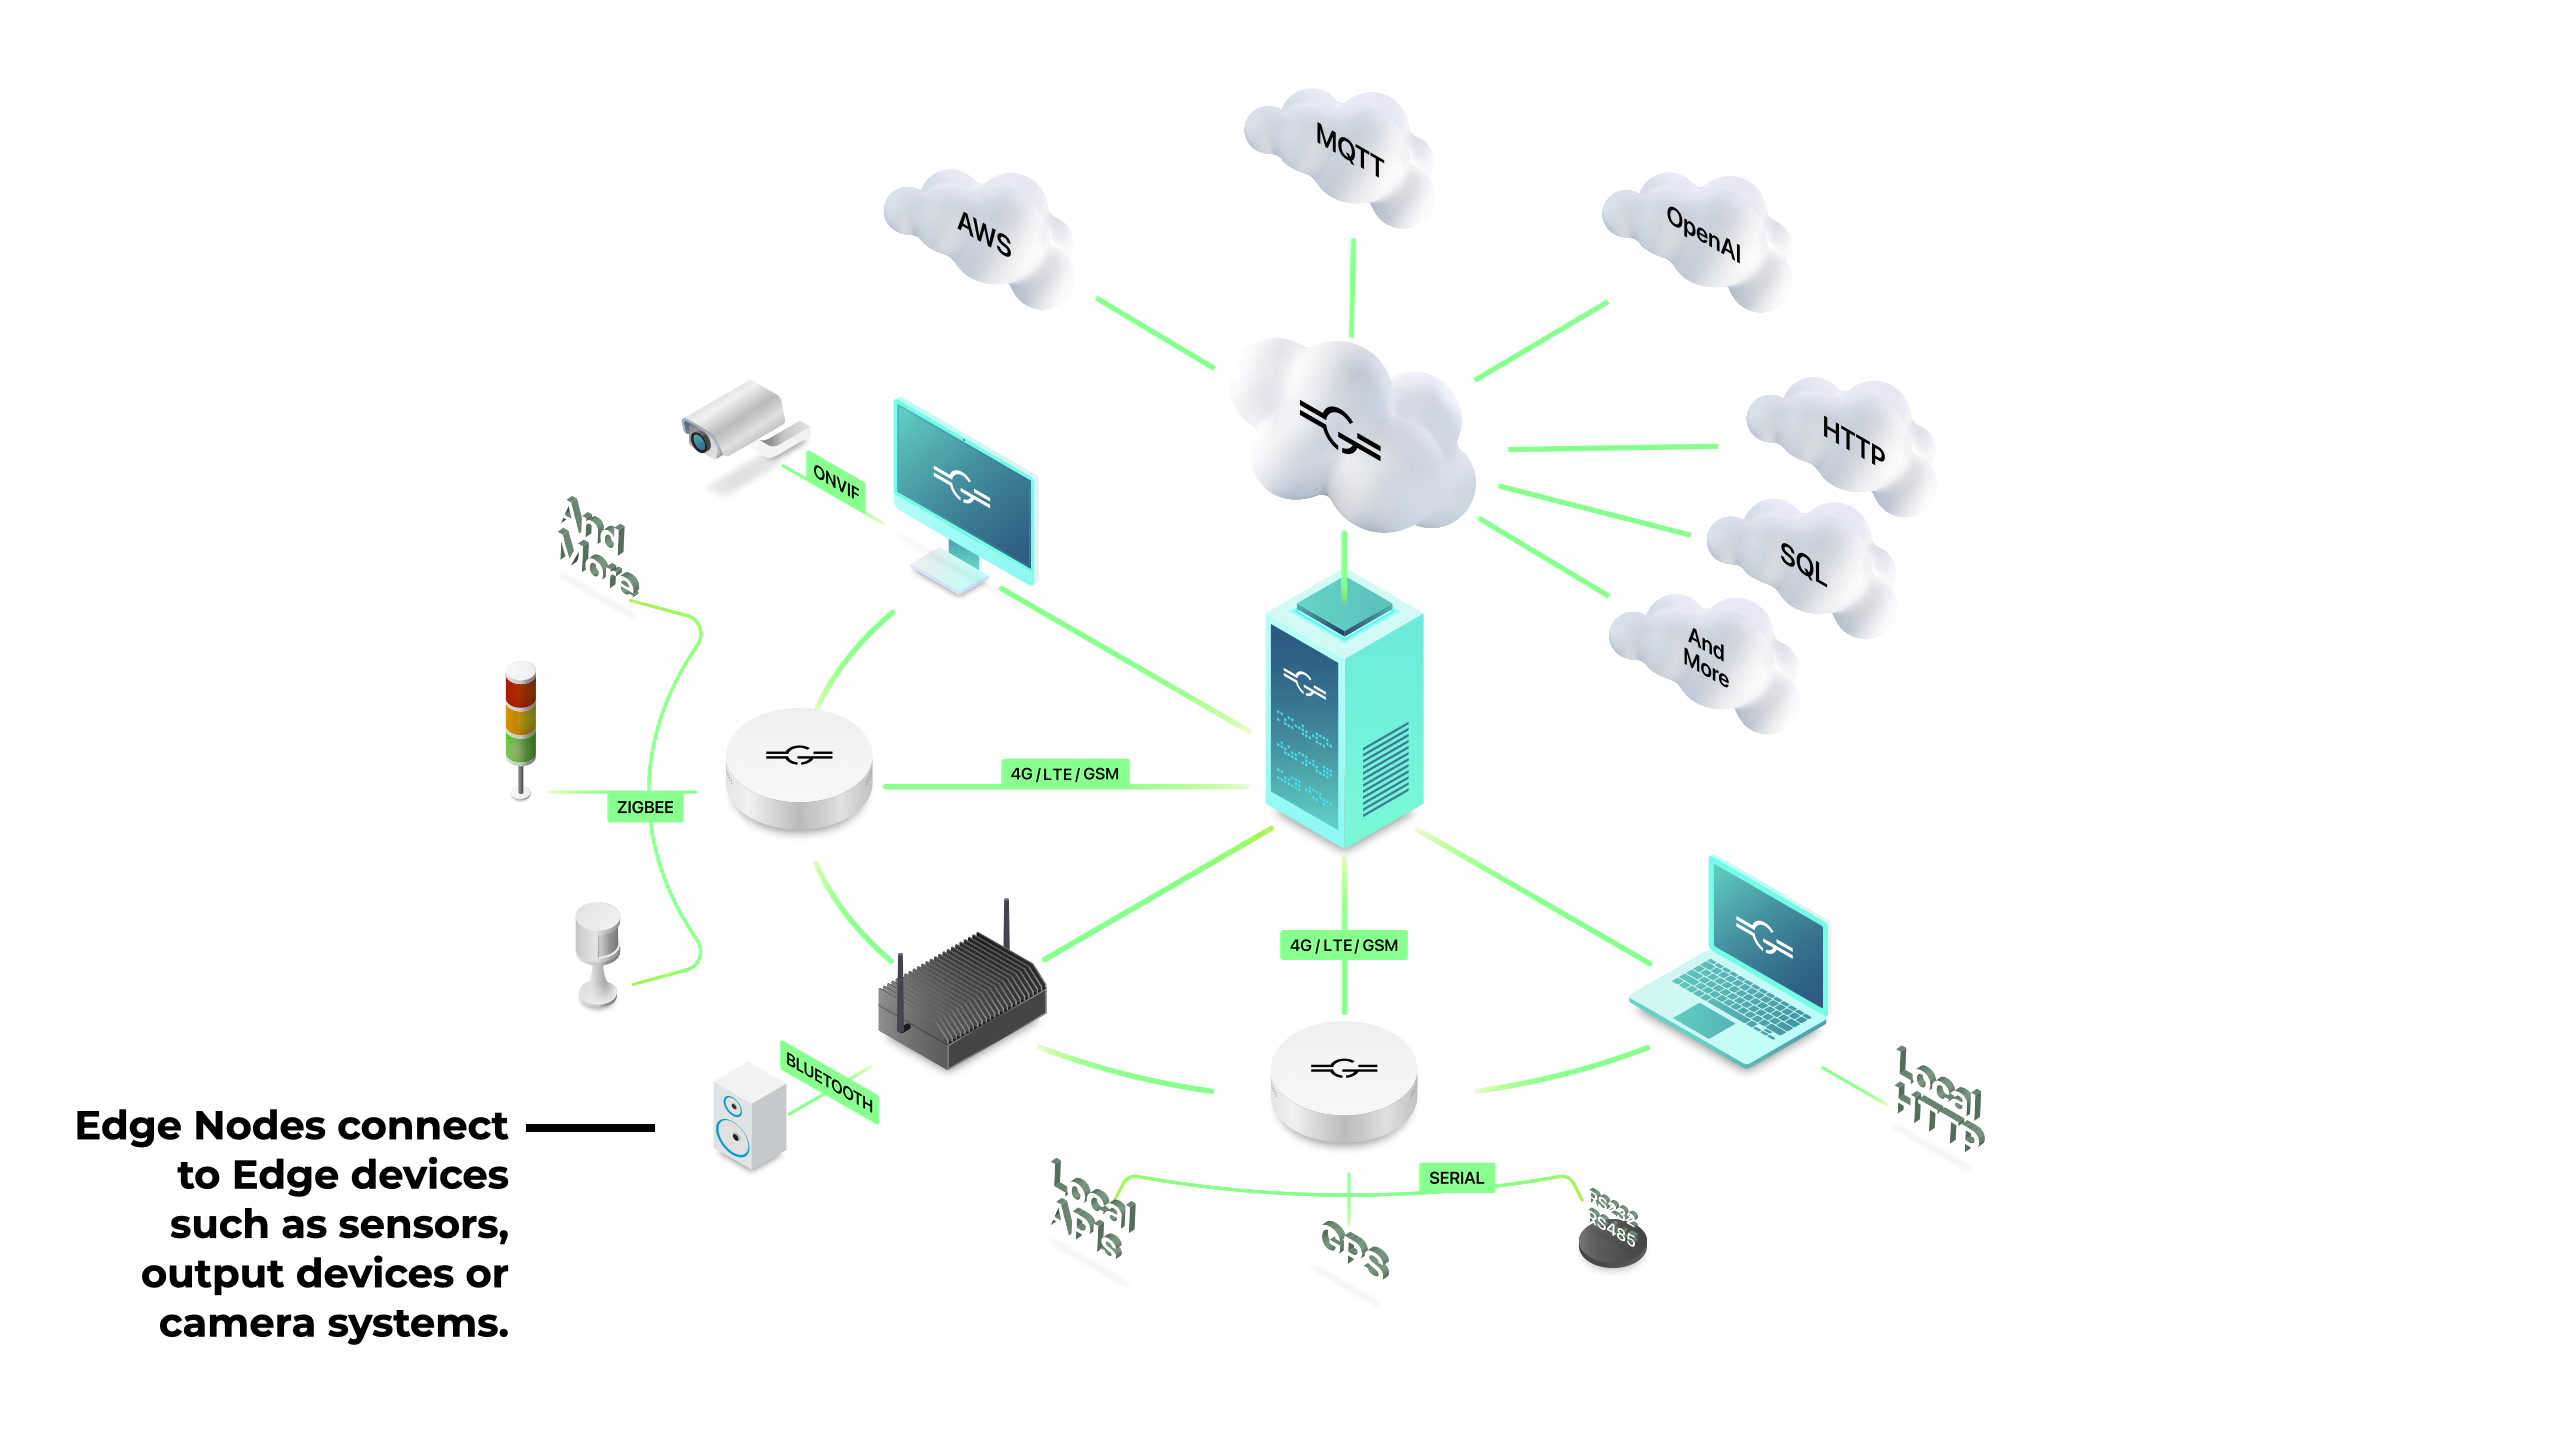 MQTT
AWS
OpenAI
HTTP
ONVIF
And
More
SQL
And
More
4G / LTE / GSM
ZIGBEE
4G / LTE / GSM
BLUETOOTH
Local
HTTP
Edge Nodes connect
to Edge devices
such as sensors,
output devices or
camera systems.
SERIAL
Local
APIs
GPS
RS232
RS485